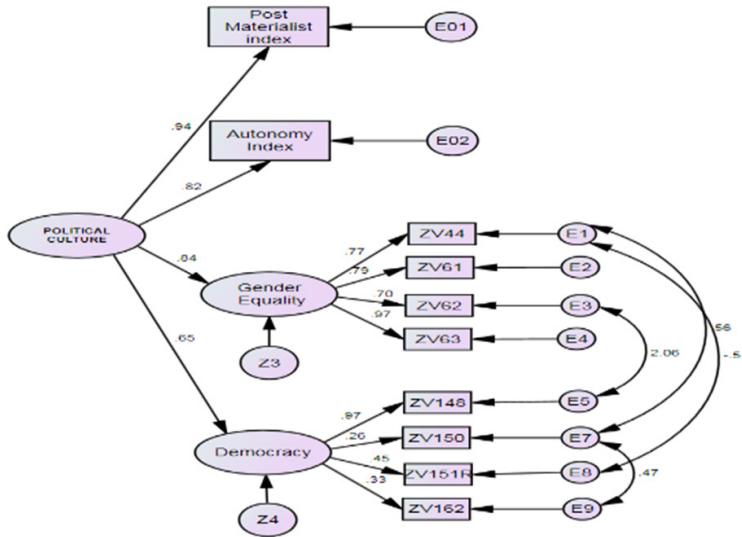 Post
Materialist
index
E01
.94
Autonomy
Index
E02
.82
POLITICAL
CULTURE
.84
Gender
Equality
Z3
.77
ZV44
E1
.79
ZV61
E2
.70
ZV62
E3
.97
ZV63
E4
.65
56
-.5
2.06
Democracy
Z4
.97
ZV148
E5
.26
ZV150
E7
.45
ZV151R
E8
.47
.33
ZV162
E9